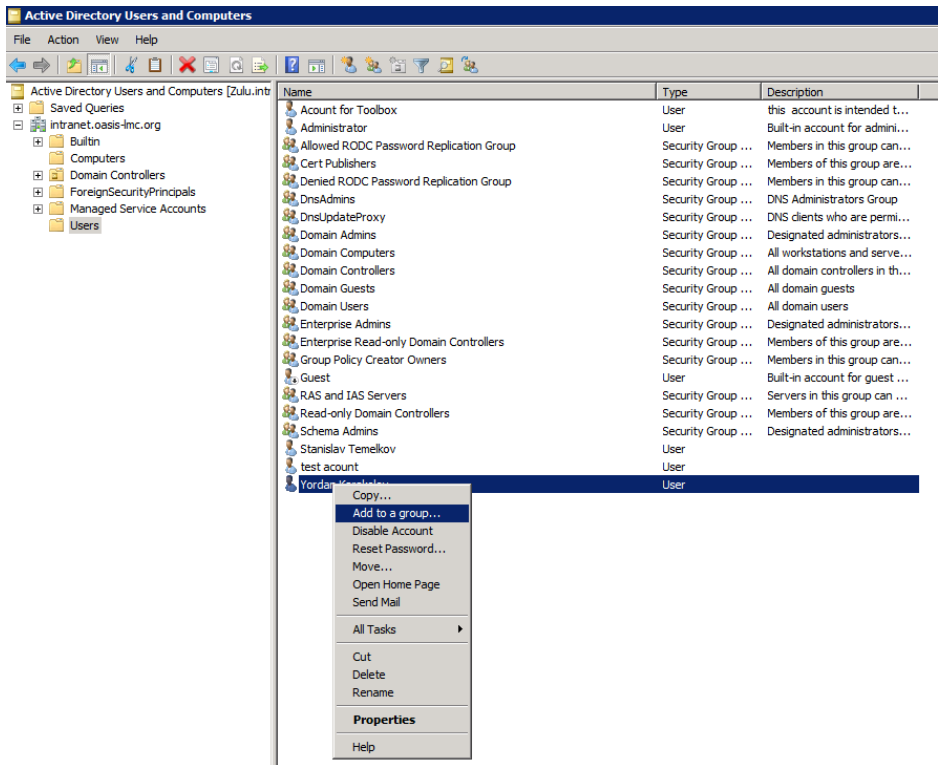 Active Directory Users and Computers
File Action View Help
Active Directory Users and Computers [Zulu.intr
Saved Queries
intranet.oasis-lmc.org
Builtin
Computers
Domain Controllers
ForeignSecurityPrincipals
Managed Service Accounts
Users
Name Type Description
Acount for Toolbox User this account is intended t...
Administrator User Built-in account for admini...
Allowed RODC Password Replication Group Security Group ... Members in this group can...
Cert Publishers Security Group ... Members of this group are...
Denied RODC Password Replication Group Security Group ... Members in this group can...
DnsAdmins Security Group ... DNS Administrators Group
DnsUpdateProxy Security Group ... DNS clients who are permi...
Domain Admins Security Group ... Designated administrators...
Domain Computers Security Group ... All workstations and serve...
Domain Controllers Security Group ... All domain controllers in th...
Domain Guests Security Group ... All domain guests
Domain Users Security Group ... All domain users
Enterprise Admins Security Group ... Designated administrators...
Enterprise Read-only Domain Controllers Security Group ... Members of this group are...
Group Policy Creator Owners Security Group ... Members in this group can...
Guest User Built-in account for guest ...
RAS and IAS Servers Security Group ... Servers in this group can ...
Read-only Domain Controllers Security Group ... Members of this group are...
Schema Admins Security Group ... Designated administrators...
Stanislav Temelkov User
test acount User
Yordan User
Copy...
Add to a group...
Disable Account
Reset Password...
Move...
Open Home Page
Send Mail
All Tasks
Cut
Delete
Rename
Properties
Help